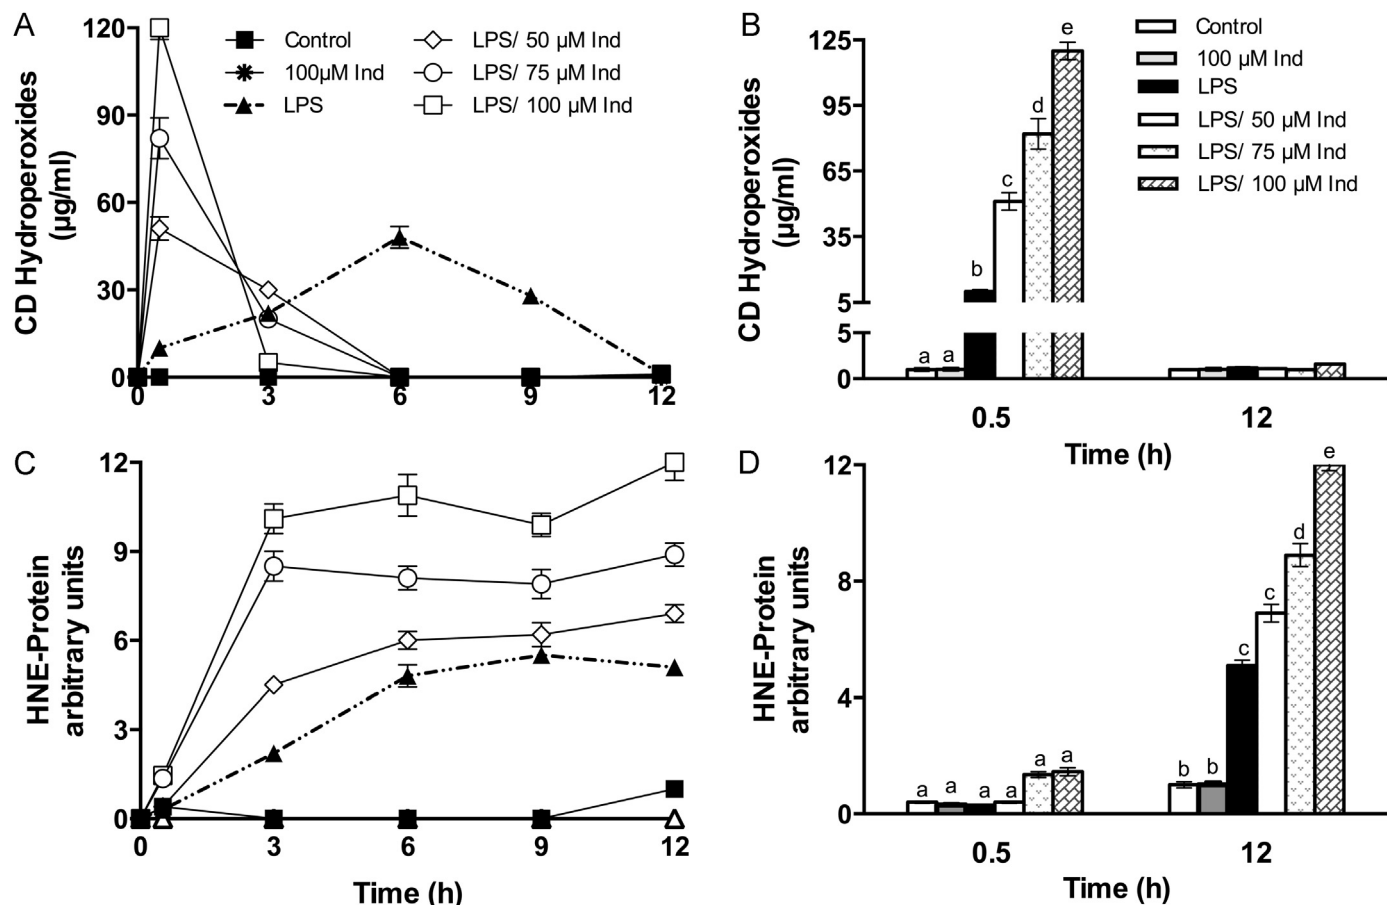 A
CD Hydroperoxides
(µg/ml)
120
90
60
30
0
0 3 6 9 12
Control
100µM Ind
LPS
LPS/ 50 µM Ind
LPS/ 75 µM Ind
LPS/ 100 µM Ind
B
CD Hydroperoxides
(µg/ml)
125
95
65
35
5
5
0
a a b c d e
0.5 12
Time (h)
Control
100 µM Ind
LPS
LPS/ 50 µM Ind
LPS/ 75 µM Ind
LPS/ 100 µM Ind
C
HNE-Protein
arbitrary units
12
9
6
3
0
0 3 6 9 12
Time (h)
D
HNE-Protein
arbitrary units
12
8
4
0
a a a a a a
b b c c d e
0.5 12
Time (h)